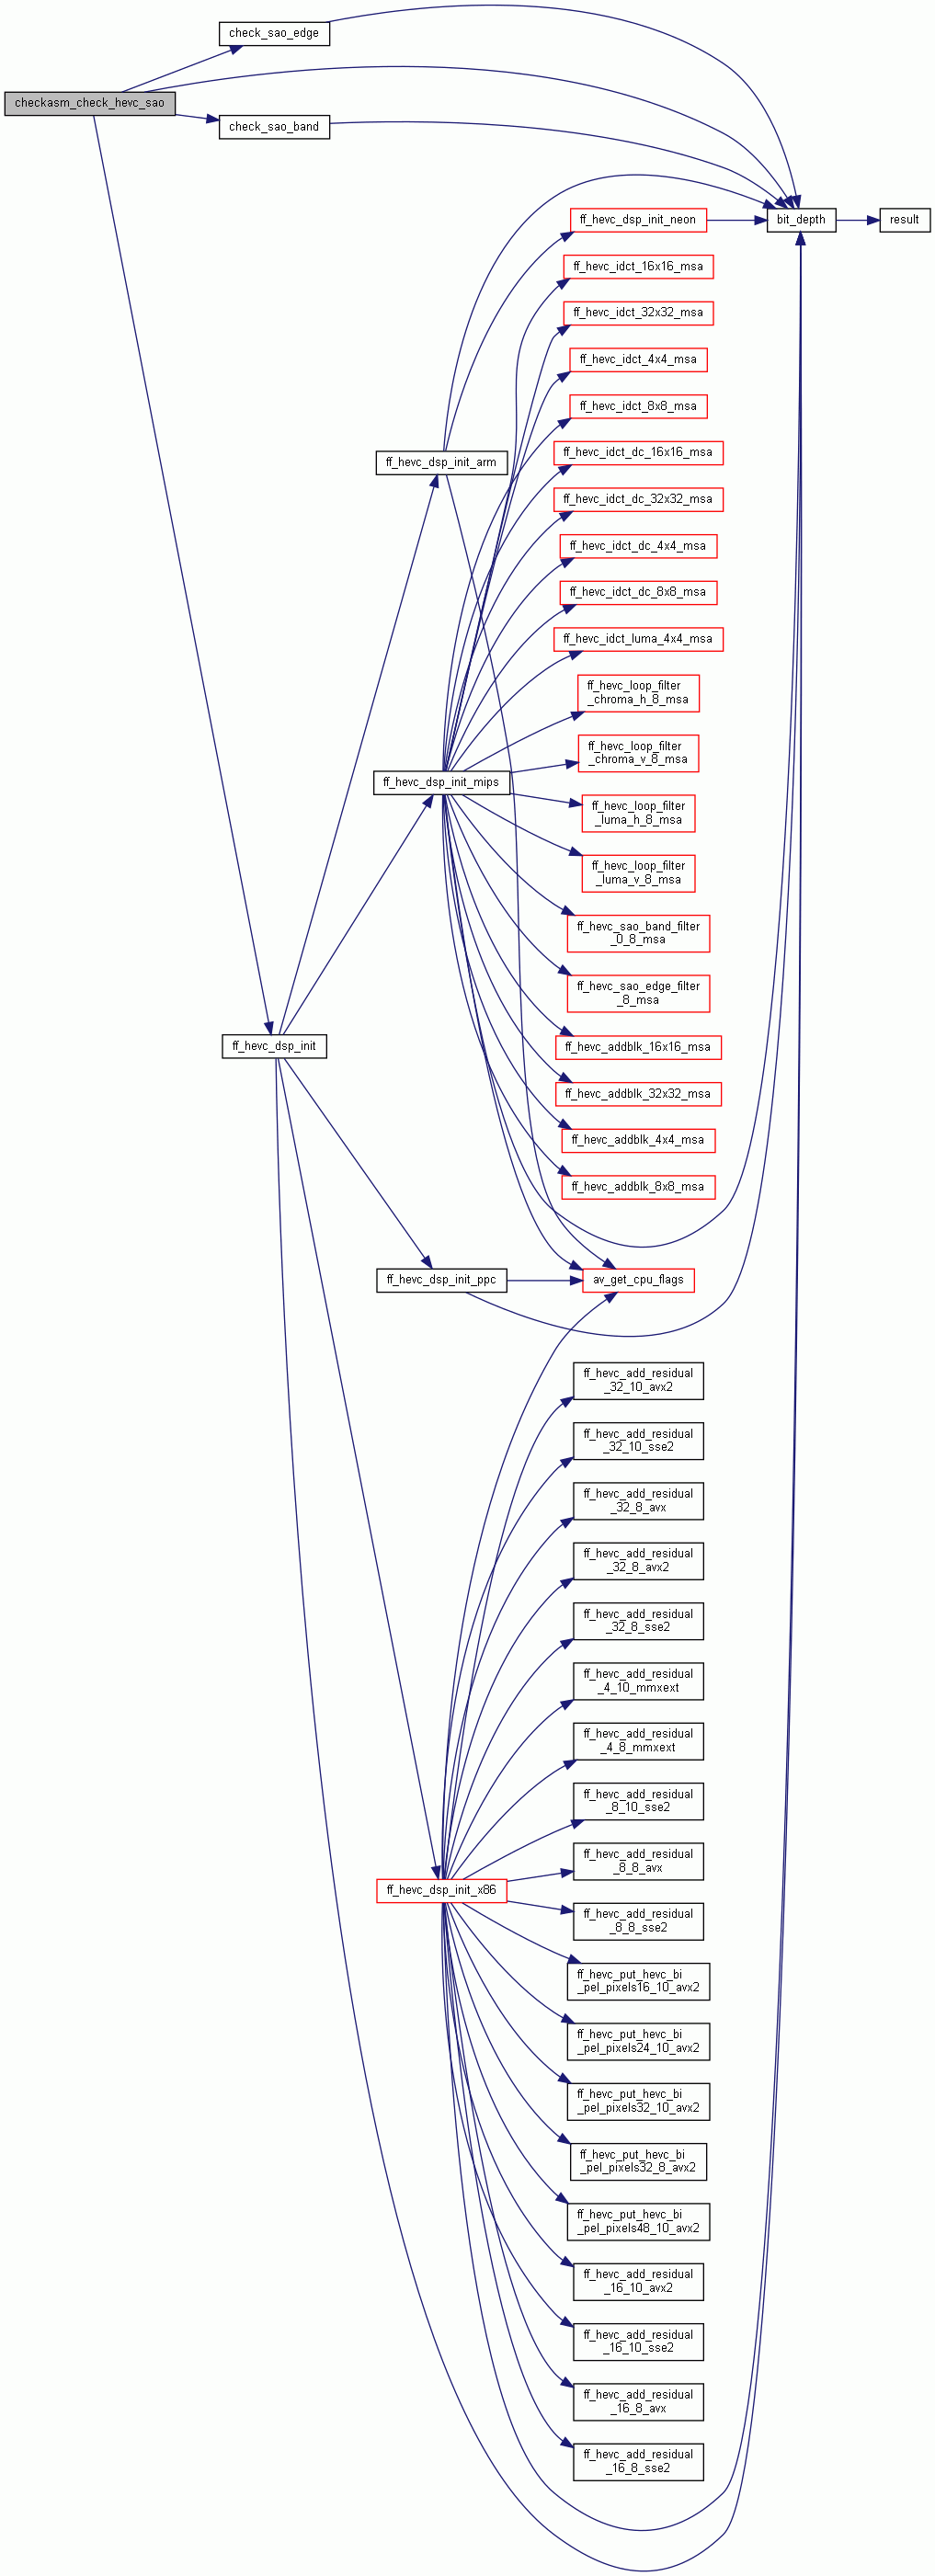 check_sao_edge
checkasm_check_hevc_sao
check_sao_band
ff_hevc_dsp_init_neon
bit_depth
result
ff_hevc_idct_16x16_msa
ff_hevc_idct_32x32_msa
ff_hevc_idct_4x4_msa
ff_hevc_idct_8x8_msa
ff_hevc_dsp_init_arm
ff_hevc_idct_dc_16x16_msa
ff_hevc_idct_dc_32x32_msa
ff_hevc_idct_dc_4x4_msa
ff_hevc_idct_dc_8x8_msa
ff_hevc_idct_luma_4x4_msa
ff_hevc_loop_filter
_chroma_h_8_msa
ff_hevc_loop_filter
_chroma_v_8_msa
ff_hevc_dsp_init_mips
ff_hevc_loop_filter
_luma_h_8_msa
ff_hevc_loop_filter
_luma_v_8_msa
ff_hevc_sao_band_filter
_0_8_msa
ff_hevc_sao_edge_filter
_8_msa
ff_hevc_dsp_init
ff_hevc_addblk_16x16_msa
ff_hevc_addblk_32x32_msa
ff_hevc_addblk_4x4_msa
ff_hevc_addblk_8x8_msa
ff_hevc_dsp_init_ppc
av_get_cpu_flags
ff_hevc_add_residual
_32_10_avx2
ff_hevc_add_residual
_32_10_sse2
ff_hevc_add_residual
_32_8_avx
ff_hevc_add_residual
_32_8_avx2
ff_hevc_add_residual
_32_8_sse2
ff_hevc_add_residual
_4_10_mmxext
ff_hevc_add_residual
_4_8_mmxext
ff_hevc_add_residual
_8_10_sse2
ff_hevc_add_residual
_8_8_avx
ff_hevc_dsp_init_x86
ff_hevc_add_residual
_8_8_sse2
ff_hevc_put_hevc_bi
_pel_pixels16_10_avx2
ff_hevc_put_hevc_bi
_pel_pixels24_10_avx2
ff_hevc_put_hevc_bi
_pel_pixels32_10_avx2
ff_hevc_put_hevc_bi
_pel_pixels32_8_avx2
ff_hevc_put_hevc_bi
_pel_pixels48_10_avx2
ff_hevc_add_residual
_16_10_avx2
ff_hevc_add_residual
_16_10_sse2
ff_hevc_add_residual
_16_8_avx
ff_hevc_add_residual
_16_8_sse2